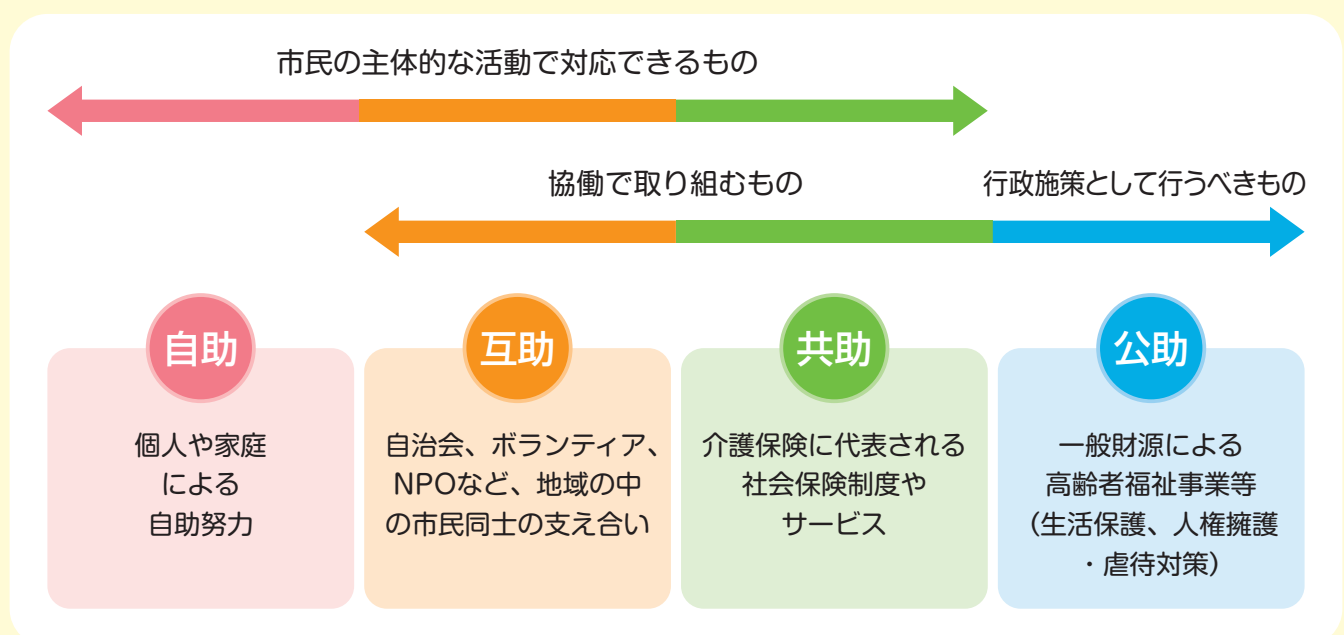 市民の主体的な活動で対応できるもの
協働で取り組むもの
行政施策として行うべきもの
自助
個人や家庭
による
自助努力
互助
自治会、ボランティア、
NPOなど、地域の中
の市民同士の支え合い
共助
介護保険に代表される
社会保険制度や
サービス
公助
一般財源による
高齢者福祉事業等
（生活保護、人権擁護
・虐待対策）